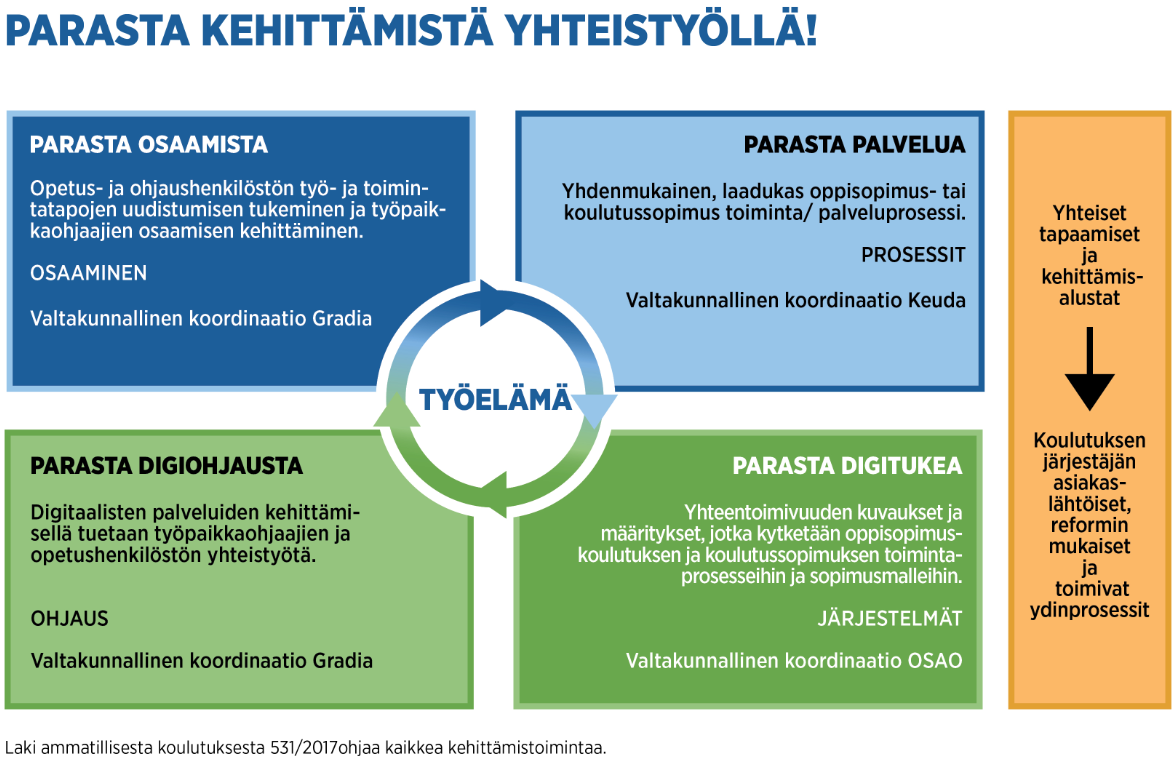 PARASTA KEHITTÄMISTÄ YHTEISTYÖLLÄ!
PARASTA OSAAMISTA
Opetus- ja ohjaushenkilöstön työ- ja toimin-
tatapojen uudistumisen tukeminen ja työpaik-
kaohjaajien osaamisen kehittäminen.
OSAAMINEN
Valtakunnallinen koordinaatio Gradia
PARASTA PALVELUA
Yhdenmukainen, laadukas oppisopimus- tai
koulutussopimus toiminta/ palveluprosessi.
PROSESSIT
Valtakunnallinen koordinaatio Keuda
TYÖELÄMÄ
PARASTA DIGIOHJAUSTA
Digitaalisten palveluiden kehittämi-
sellä tuetaan työpaikkaohjaajien ja
opetushenkilöstön yhteistyötä.
OHJAUS
Valtakunnallinen koordinaatio Gradia
PARASTA DIGITUKEA
Yhteentoimivuuden kuvaukset ja
määritykset, jotka kytketään oppisopimus-
koulutuksen ja koulutussopimuksen toiminta-
prosesseihin ja sopimusmalleihin.
JÄRJESTELMÄT
Valtakunnallinen koordinaatio OSAO
Yhteiset
tapaamiset
ja
kehittämis-
alustat
Koulutuksen
järjestäjän
asiakas-
lähtöiset,
reformin
mukaiset
ja
toimivat
ydinprosessit
Laki ammatillisesta koulutuksesta 531/2017ohjaa kaikkea kehittämistoimintaa.